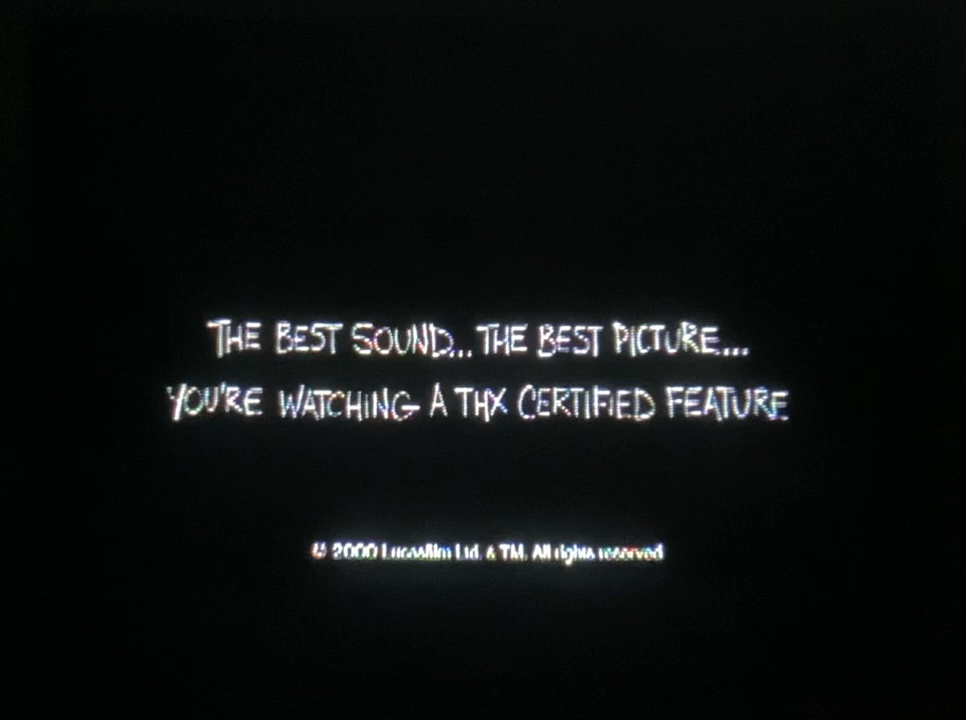 THE BEST SOUND... THE BEST PICTURE...
YOU'RE WATCHING A THX CERTIFIED FEATURE
© 2000 Lucasfilm Ltd. & TM. All rights reserved